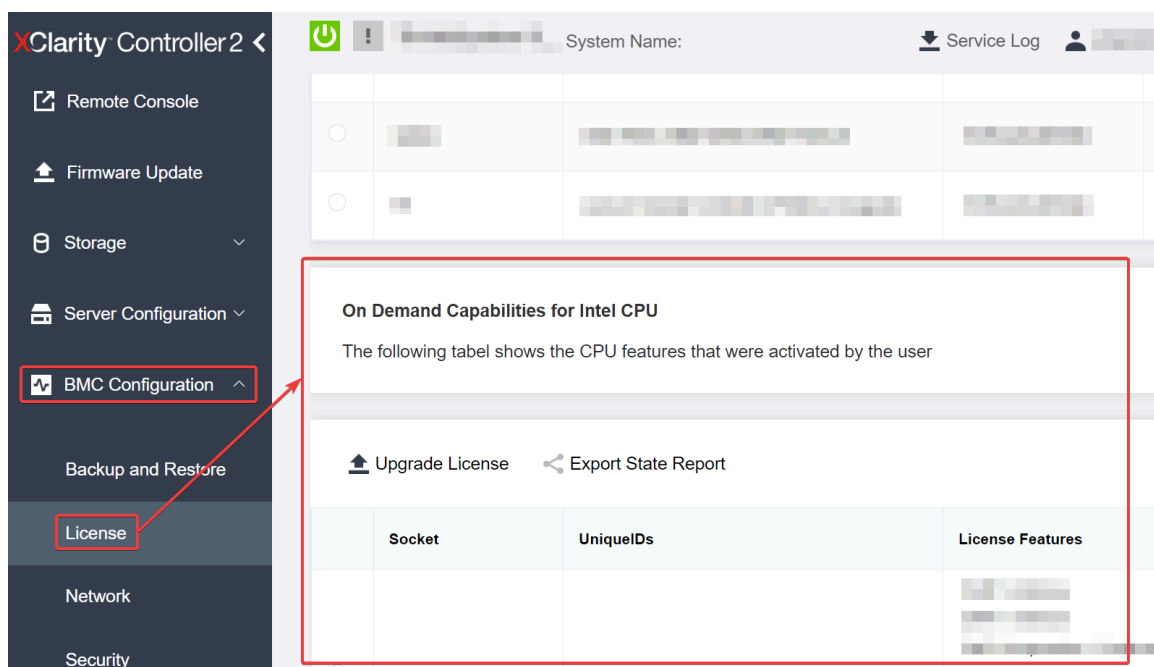 XClarity Controller 2
Remote Console
Firmware Update
Storage
Server Configuration
BMC Configuration
Backup and Restore
License
Network
Security
System Name:
Service Log
On Demand Capabilities for Intel CPU
The following tabel shows the CPU features that were activated by the user
Upgrade License
Export State Report
Socket UniqueIDs License Features